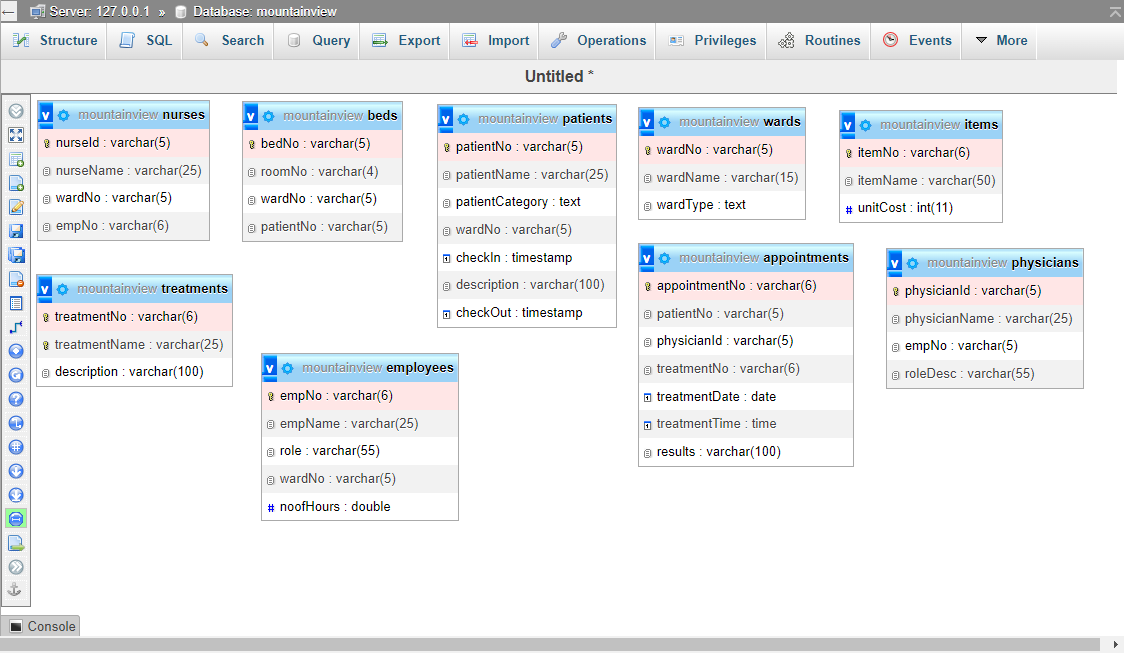 Server: 127.0.0.1 » Database: mountainview
Structure SQL Search Query Export Import Operations Privileges Routines Events More
Untitled *
v mountainview nurses
nurseId : varchar(5)
nurseName : varchar(25)
wardNo : varchar(5)
empNo : varchar(6)
v mountainview beds
bedNo : varchar(5)
roomNo : varchar(4)
wardNo : varchar(5)
patientNo : varchar(5)
v mountainview patients
patientNo : varchar(5)
patientName : varchar(25)
patientCategory : text
wardNo : varchar(5)
checkIn : timestamp
description : varchar(100)
checkOut : timestamp
v mountainview wards
wardNo : varchar(5)
wardName : varchar(15)
wardType : text
v mountainview items
itemNo : varchar(6)
itemName : varchar(50)
# unitCost : int(11)
v mountainview treatments
treatmentNo : varchar(6)
treatmentName : varchar(25)
description : varchar(100)
v mountainview employees
empNo : varchar(6)
empName : varchar(25)
role : varchar(55)
wardNo : varchar(5)
# noofHours : double
v mountainview appointments
appointmentNo : varchar(6)
patientNo : varchar(5)
physicianId : varchar(5)
treatmentNo : varchar(6)
treatmentDate : date
treatmentTime : time
results : varchar(100)
v mountainview physicians
physicianId : varchar(5)
physicianName : varchar(25)
empNo : varchar(5)
roleDesc : varchar(55)
Console